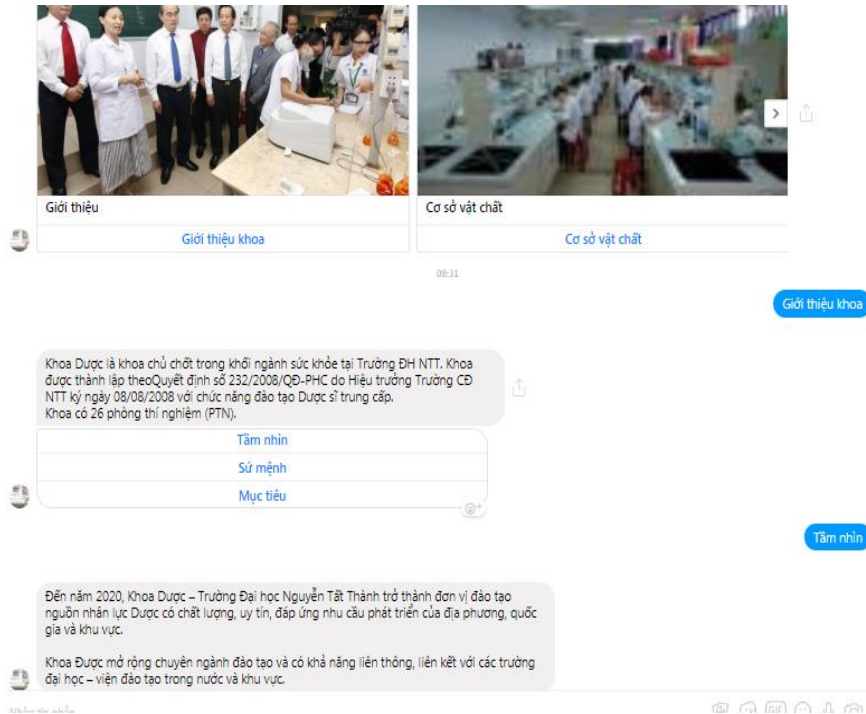 Giới thiệu
Cơ sở vật chất
Giới thiệu khoa
Cơ sở vật chất
08:31
Giới thiệu khoa
Khoa Dược là khoa chủ chốt trong khối ngành sức khỏe tại Trường ĐH NTT. Khoa
được thành lập theoQuyết định số 232/2008/QĐ-PHC do Hiệu trưởng Trường CĐ
NTT ký ngày 08/08/2008 với chức năng đào tạo Dược sĩ trung cấp.
Khoa có 26 phòng thí nghiệm (PTN).
Tầm nhìn
Sứ mệnh
Mục tiêu
Tầm nhìn
Đến năm 2020, Khoa Dược – Trường Đại học Nguyễn Tất Thành trở thành đơn vị đào tạo
nguồn nhân lực Dược có chất lượng, uy tín, đáp ứng nhu cầu phát triển của địa phương, quốc
gia và khu vực.
Khoa Được mở rộng chuyên ngành đào tạo và có khả năng liên thông, liên kết với các trường
đại học – viện đào tạo trong nước và khu vực.
GIF